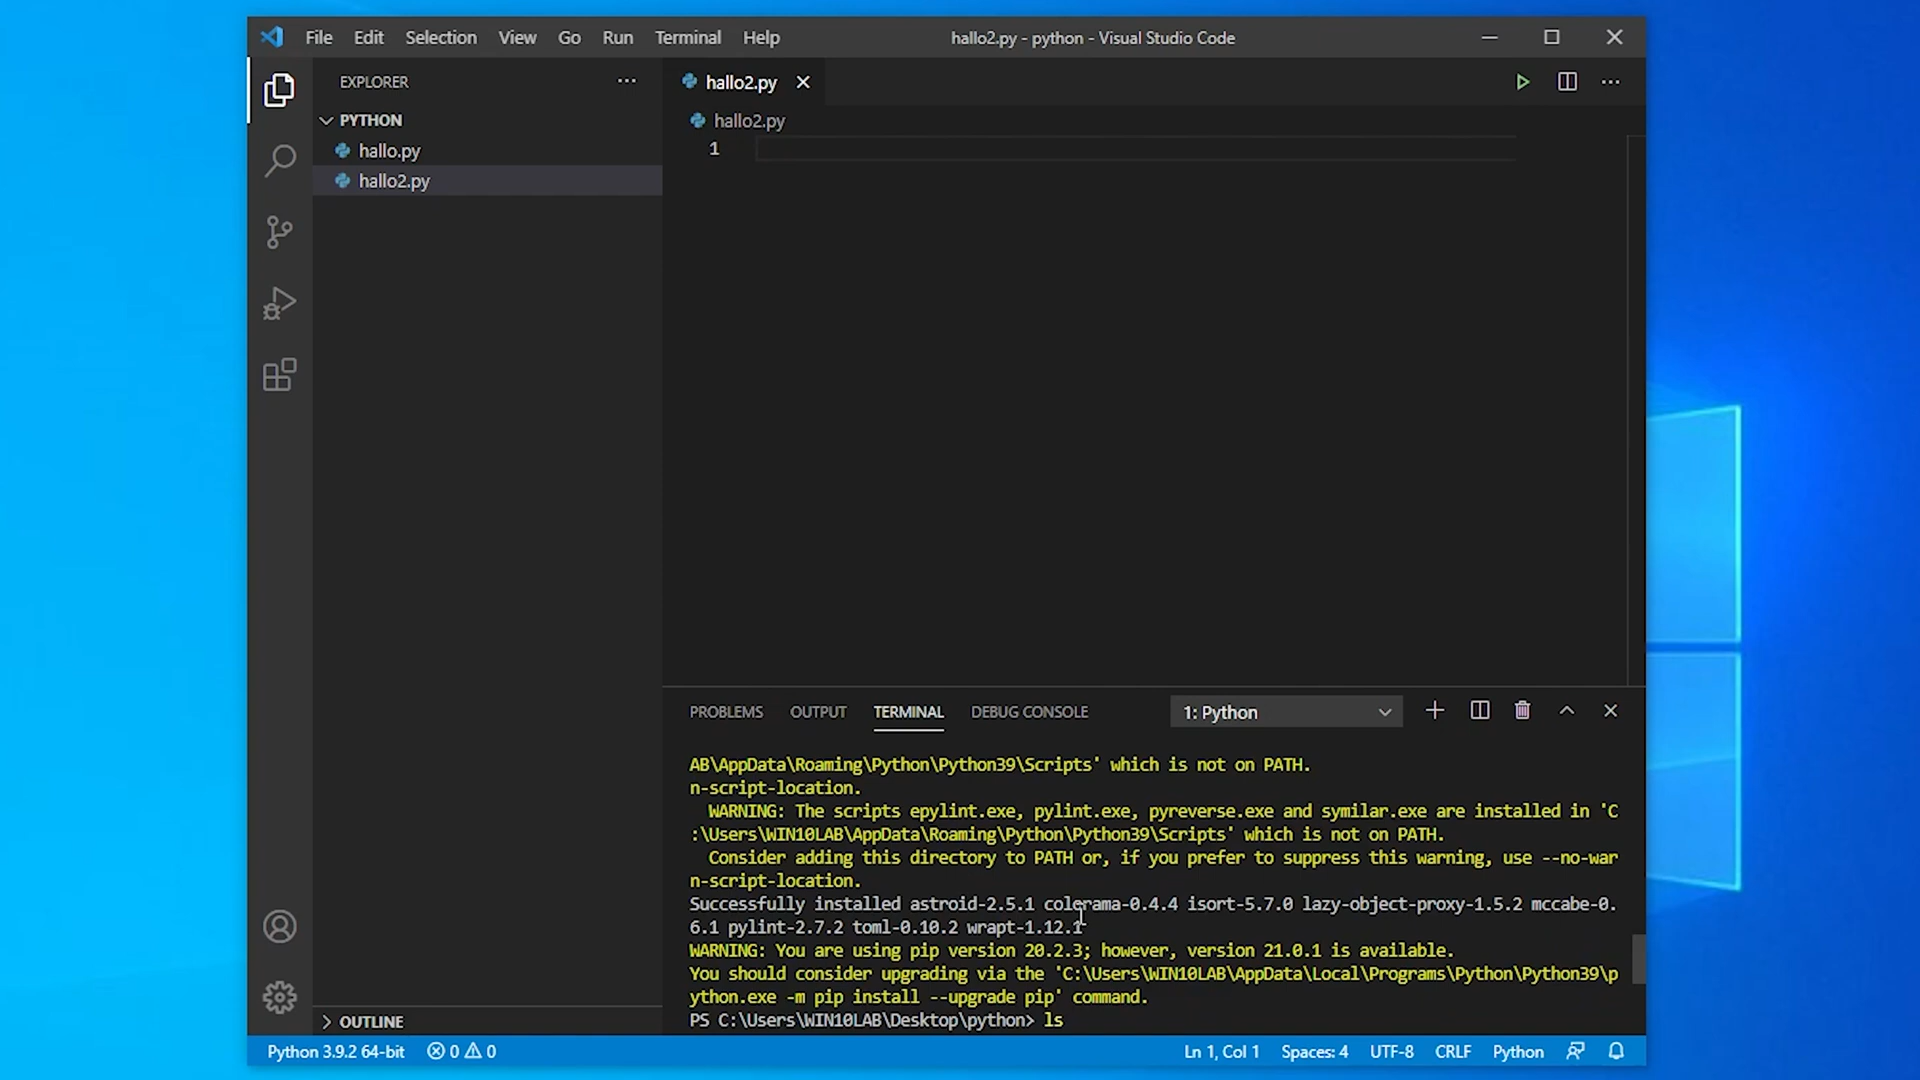 File Edit Selection View Go Run Terminal Help
hallo2.py - python - Visual Studio Code
EXPLORER
PYTHON
hallo.py
hallo2.py
hallo2.py
hallo2.py
1
PROBLEMS OUTPUT TERMINAL DEBUG CONSOLE
1: Python
AB\AppData\Roaming\Python\Python39\Scripts' which is not on PATH.
n-script-location.
WARNING: The scripts epylint.exe, pylint.exe, pyreverse.exe and symilar.exe are installed in 'C
:\Users\WIN10LAB\AppData\Roaming\Python\Python39\Scripts' which is not on PATH.
Consider adding this directory to PATH or, if you prefer to suppress this warning, use --no-war
n-script-location.
Successfully installed astroid-2.5.1 colorama-0.4.4 isort-5.7.0 lazy-object-proxy-1.5.2 mccabe-0.
6.1 pylint-2.7.2 toml-0.10.2 wrapt-1.12.1
WARNING: You are using pip version 20.2.3; however, version 21.0.1 is available.
You should consider upgrading via the 'C:\Users\WIN10LAB\AppData\Local\Programs\Python\Python39\p
ython.exe -m pip install --upgrade pip' command.
PS C:\Users\WIN10LAB\Desktop\python> ls
OUTLINE
Python 3.9.2 64-bit 0 0 Ln 1, Col 1 Spaces: 4 UTF-8 CRLF Python